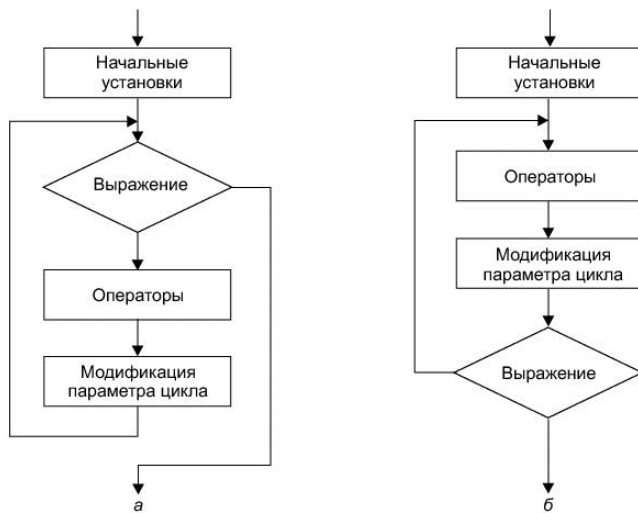 Начальные
установки
Выражение
Операторы
Модификация
параметра цикла
а
Начальные
установки
Операторы
Модификация
параметра цикла
Выражение
б